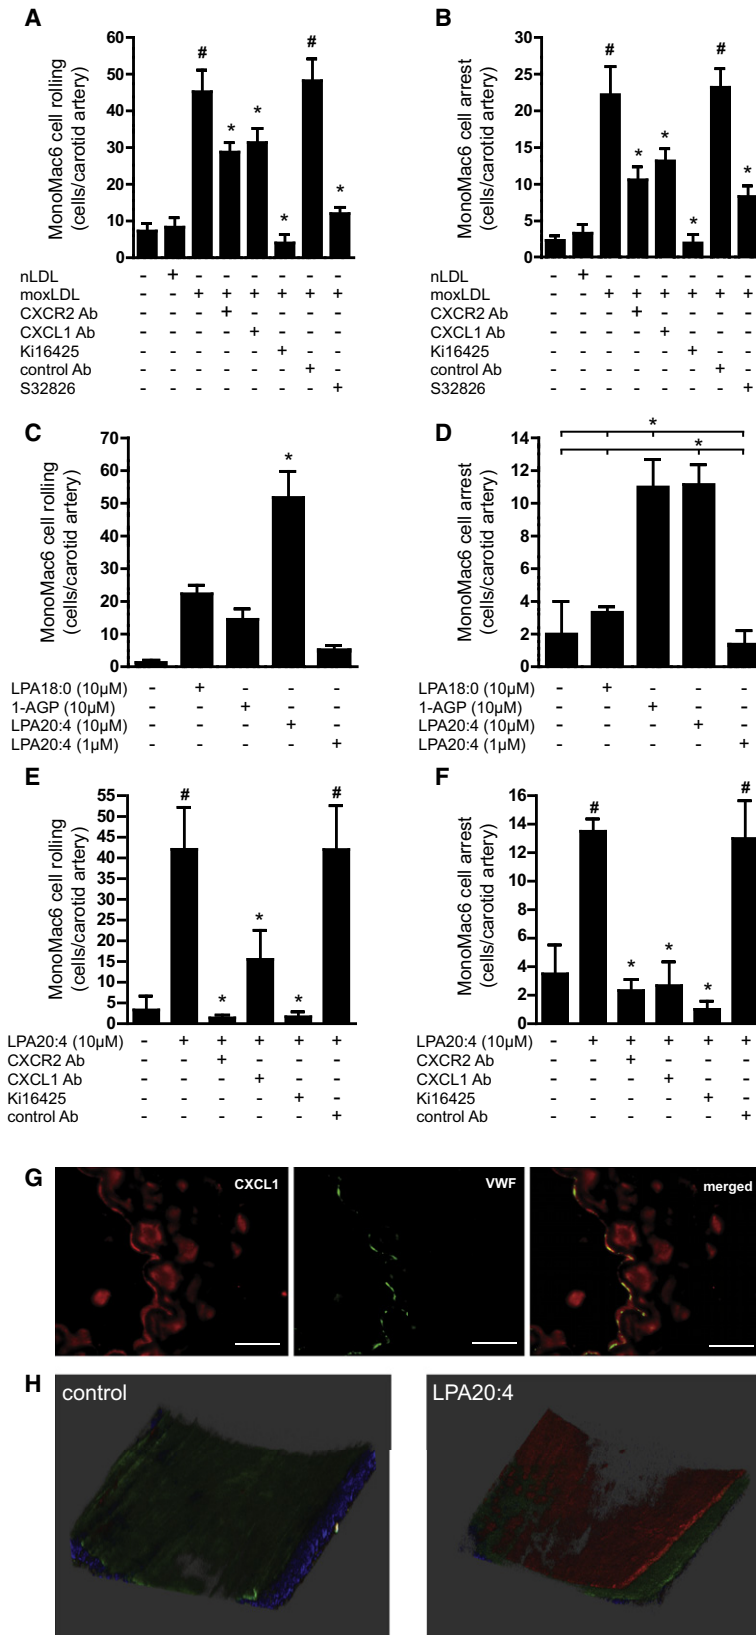 A
MonoMac6 cell rolling
(cells/carotid artery)
60
50
40
30
20
10
0
#
*
*
*
#
*
nLDL - + - - - - - -
moxLDL - - + + + + + +
CXCR2 Ab - - - + - - - -
CXCL1 Ab - - - - + - - -
Ki16425 - - - - - + - -
control Ab - - - - - - + -
S32826 - - - - - - - +
B
MonoMac6 cell arrest
(cells/carotid artery)
30
25
20
15
10
5
0
#
*
*
*
#
*
nLDL - + - - - - - -
moxLDL - - + + + + + +
CXCR2 Ab - - - + - - - -
CXCL1 Ab - - - - + - - -
Ki16425 - - - - - + - -
control Ab - - - - - - + -
S32826 - - - - - - - +
C
MonoMac6 cell rolling
(cells/carotid artery)
70
60
50
40
30
20
10
0
*
LPA18:0 (10µM) - + - - -
1-AGP (10µM) - - + - -
LPA20:4 (10µM) - - - + -
LPA20:4 (1µM) - - - - +
D
MonoMac6 cell arrest
(cells/carotid artery)
14
12
10
8
6
4
2
0
*
*
LPA18:0 (10µM) - + - - -
1-AGP (10µM) - - + - -
LPA20:4 (10µM) - - - + -
LPA20:4 (1µM) - - - - +
E
MonoMac6 cell rolling
(cells/carotid artery)
55
50
45
40
35
30
25
20
15
10
5
0
#
*
*
*
#
LPA20:4 (10µM) - + + + + +
CXCR2 Ab - - + - - -
CXCL1 Ab - - - + - -
Ki16425 - - - - + -
control Ab - - - - - +
F
MonoMac6 cell arrest
(cells/carotid artery)
16
14
12
10
8
6
4
2
0
#
*
*
*
#
LPA20:4 (10µM) - + + + + +
CXCR2 Ab - - + - - -
CXCL1 Ab - - - + - -
Ki16425 - - - - + -
control Ab - - - - - +
G
CXCL1
VWF
merged
H
control
LPA20:4